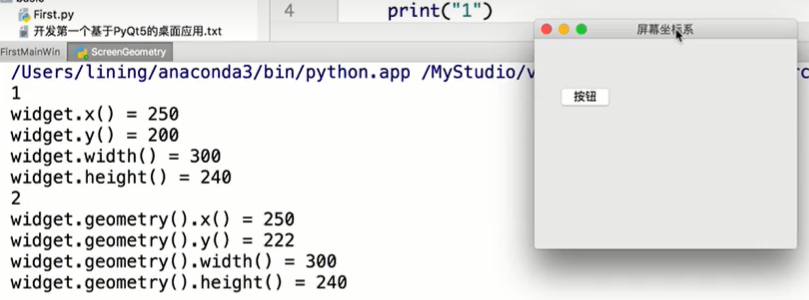 First.py
开发第一个基于PyQt5的桌面应用.txt
4 print("1")
屏幕坐标系
按钮
FirstMainWin ScreenGeometry
/Users/lining/anaconda3/bin/python.app /MyStudio/v
1
widget.x() = 250
widget.y() = 200
widget.width() = 300
widget.height() = 240
2
widget.geometry().x() = 250
widget.geometry().y() = 222
widget.geometry().width() = 300
widget.geometry().height() = 240